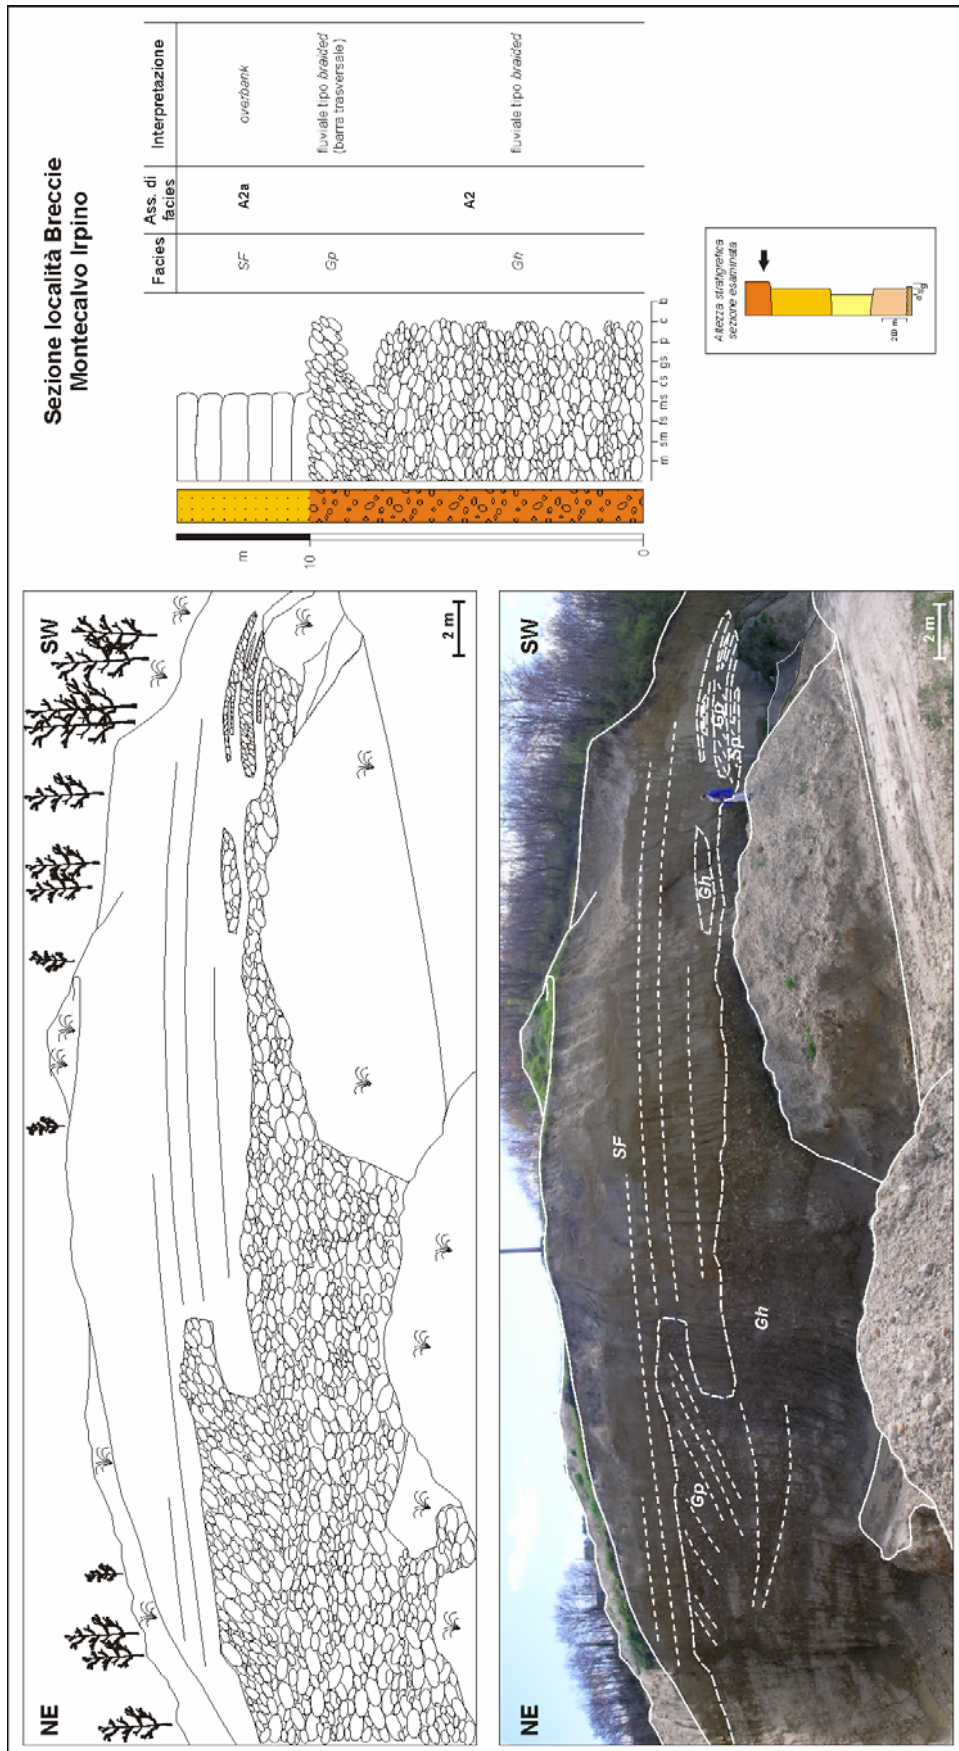 Sezione località Breccie
Montecalvo Irpino
Facies
Ass. di
facies
Interpretazione
SF
A2a
overbank
Gp
fluviale tipo braided
(barra trasversale)
Gh
A2
fluviale tipo braided
m
10
0
m sm fs ms cs gs p c b
Altezza stratigrafica
sezione esaminata
200 m
a s g
NE
SW
2 m
NE
SW
SF
Gp
Gh
Gh
Gp
Sp
2 m